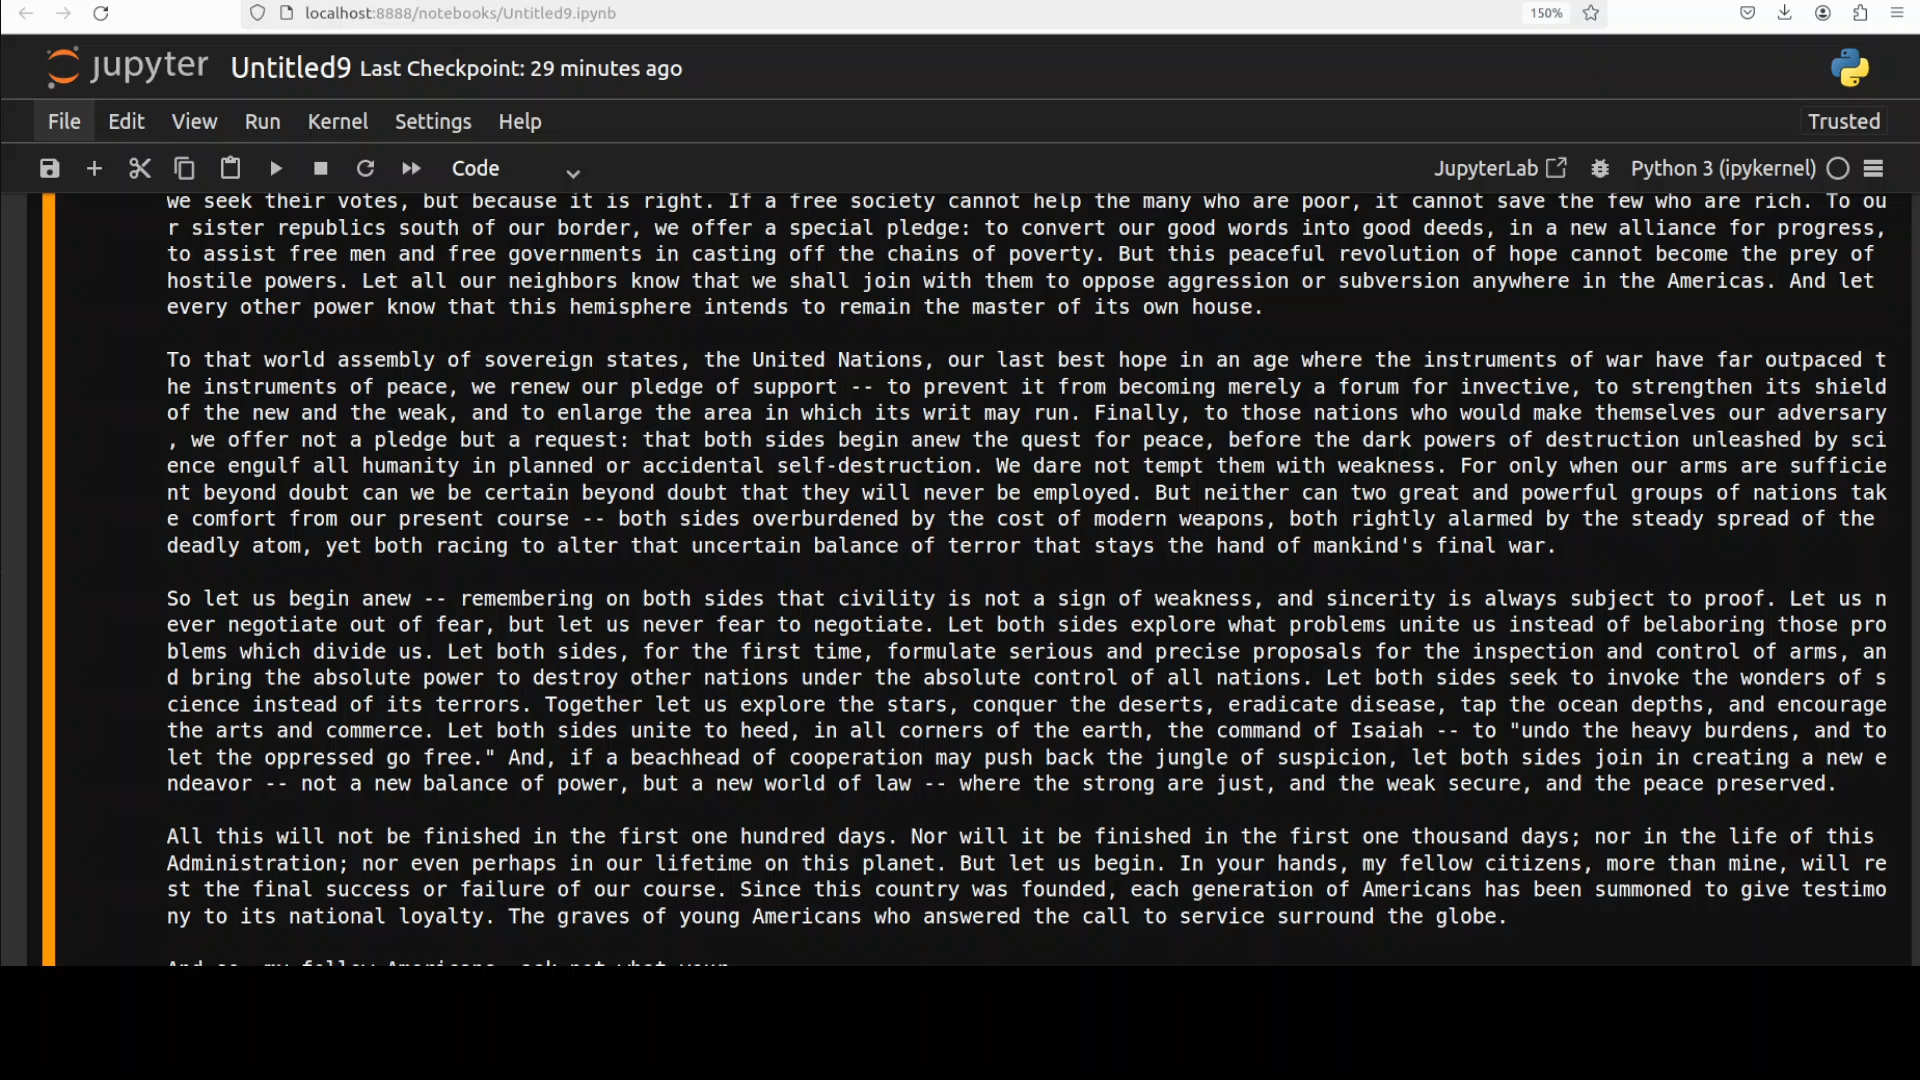 localhost:8888/notebooks/Untitled9.ipynb
150%
jupyter Untitled9 Last Checkpoint: 29 minutes ago
File Edit View Run Kernel Settings Help Trusted
Code JupyterLab Python 3 (ipykernel)
we seek their votes, but because it is right. If a free society cannot help the many who are poor, it cannot save the few who are rich. To ou
r sister republics south of our border, we offer a special pledge: to convert our good words into good deeds, in a new alliance for progress,
to assist free men and free governments in casting off the chains of poverty. But this peaceful revolution of hope cannot become the prey of
hostile powers. Let all our neighbors know that we shall join with them to oppose aggression or subversion anywhere in the Americas. And let
every other power know that this hemisphere intends to remain the master of its own house.
To that world assembly of sovereign states, the United Nations, our last best hope in an age where the instruments of war have far outpaced t
he instruments of peace, we renew our pledge of support -- to prevent it from becoming merely a forum for invective, to strengthen its shield
of the new and the weak, and to enlarge the area in which its writ may run. Finally, to those nations who would make themselves our adversary
, we offer not a pledge but a request: that both sides begin anew the quest for peace, before the dark powers of destruction unleashed by sci
ence engulf all humanity in planned or accidental self-destruction. We dare not tempt them with weakness. For only when our arms are sufficie
nt beyond doubt can we be certain beyond doubt that they will never be employed. But neither can two great and powerful groups of nations tak
e comfort from our present course -- both sides overburdened by the cost of modern weapons, both rightly alarmed by the steady spread of the
deadly atom, yet both racing to alter that uncertain balance of terror that stays the hand of mankind's final war.
So let us begin anew -- remembering on both sides that civility is not a sign of weakness, and sincerity is always subject to proof. Let us n
ever negotiate out of fear, but let us never fear to negotiate. Let both sides explore what problems unite us instead of belaboring those pro
blems which divide us. Let both sides, for the first time, formulate serious and precise proposals for the inspection and control of arms, an
d bring the absolute power to destroy other nations under the absolute control of all nations. Let both sides seek to invoke the wonders of s
cience instead of its terrors. Together let us explore the stars, conquer the deserts, eradicate disease, tap the ocean depths, and encourage
the arts and commerce. Let both sides unite to heed, in all corners of the earth, the command of Isaiah -- to "undo the heavy burdens, and to
let the oppressed go free." And, if a beachhead of cooperation may push back the jungle of suspicion, let both sides join in creating a new e
ndeavor -- not a new balance of power, but a new world of law -- where the strong are just, and the weak secure, and the peace preserved.
All this will not be finished in the first one hundred days. Nor will it be finished in the first one thousand days; nor in the life of this
Administration; nor even perhaps in our lifetime on this planet. But let us begin. In your hands, my fellow citizens, more than mine, will re
st the final success or failure of our course. Since this country was founded, each generation of Americans has been summoned to give testimo
ny to its national loyalty. The graves of young Americans who answered the call to service surround the globe.
And so, my fellow Americans, ask not what your